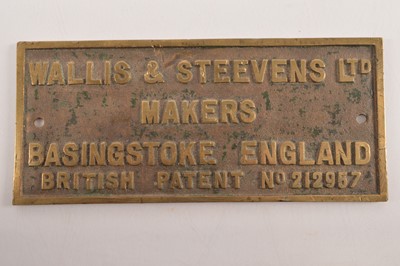 WALLIS & STEEVENS LTD
MAKERS
BASINGSTOKE ENGLAND
BRITISH PATENT NO 212957